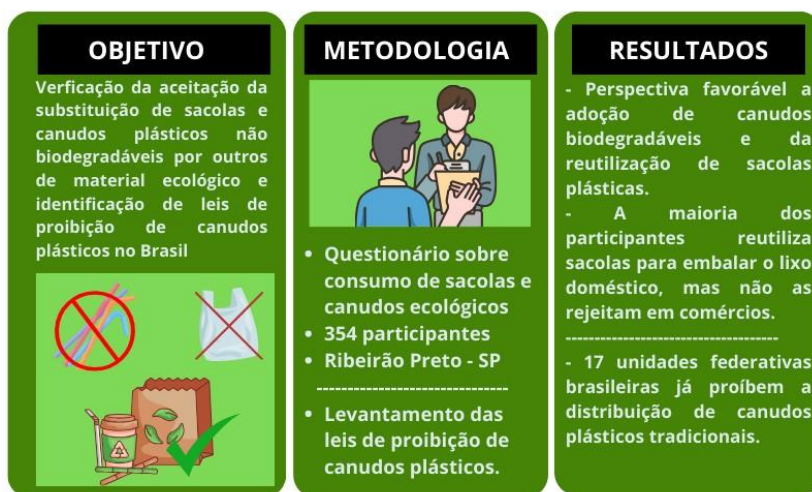 OBJETIVO
Verficação da aceitação da
substituição de sacolas e
canudos plásticos não
biodegradáveis por outros
de material ecológico e
identificação de leis de
proibição de canudos
plásticos no Brasil
METODOLOGIA
• Questionário sobre
consumo de sacolas e
canudos ecológicos
• 354 participantes
• Ribeirão Preto - SP
--------------------------------
• Levantamento das
leis de proibição de
canudos plásticos.
RESULTADOS
- Perspectiva favorável a
adoção de canudos
biodegradáveis e da
reutilização de sacolas
plásticas.
- A maioria dos
participantes reutiliza
sacolas para embalar o lixo
doméstico, mas não as
rejeitam em comércios.
-------------------------------------
- 17 unidades federativas
brasileiras já proíbem a
distribuição de canudos
plásticos tradicionais.